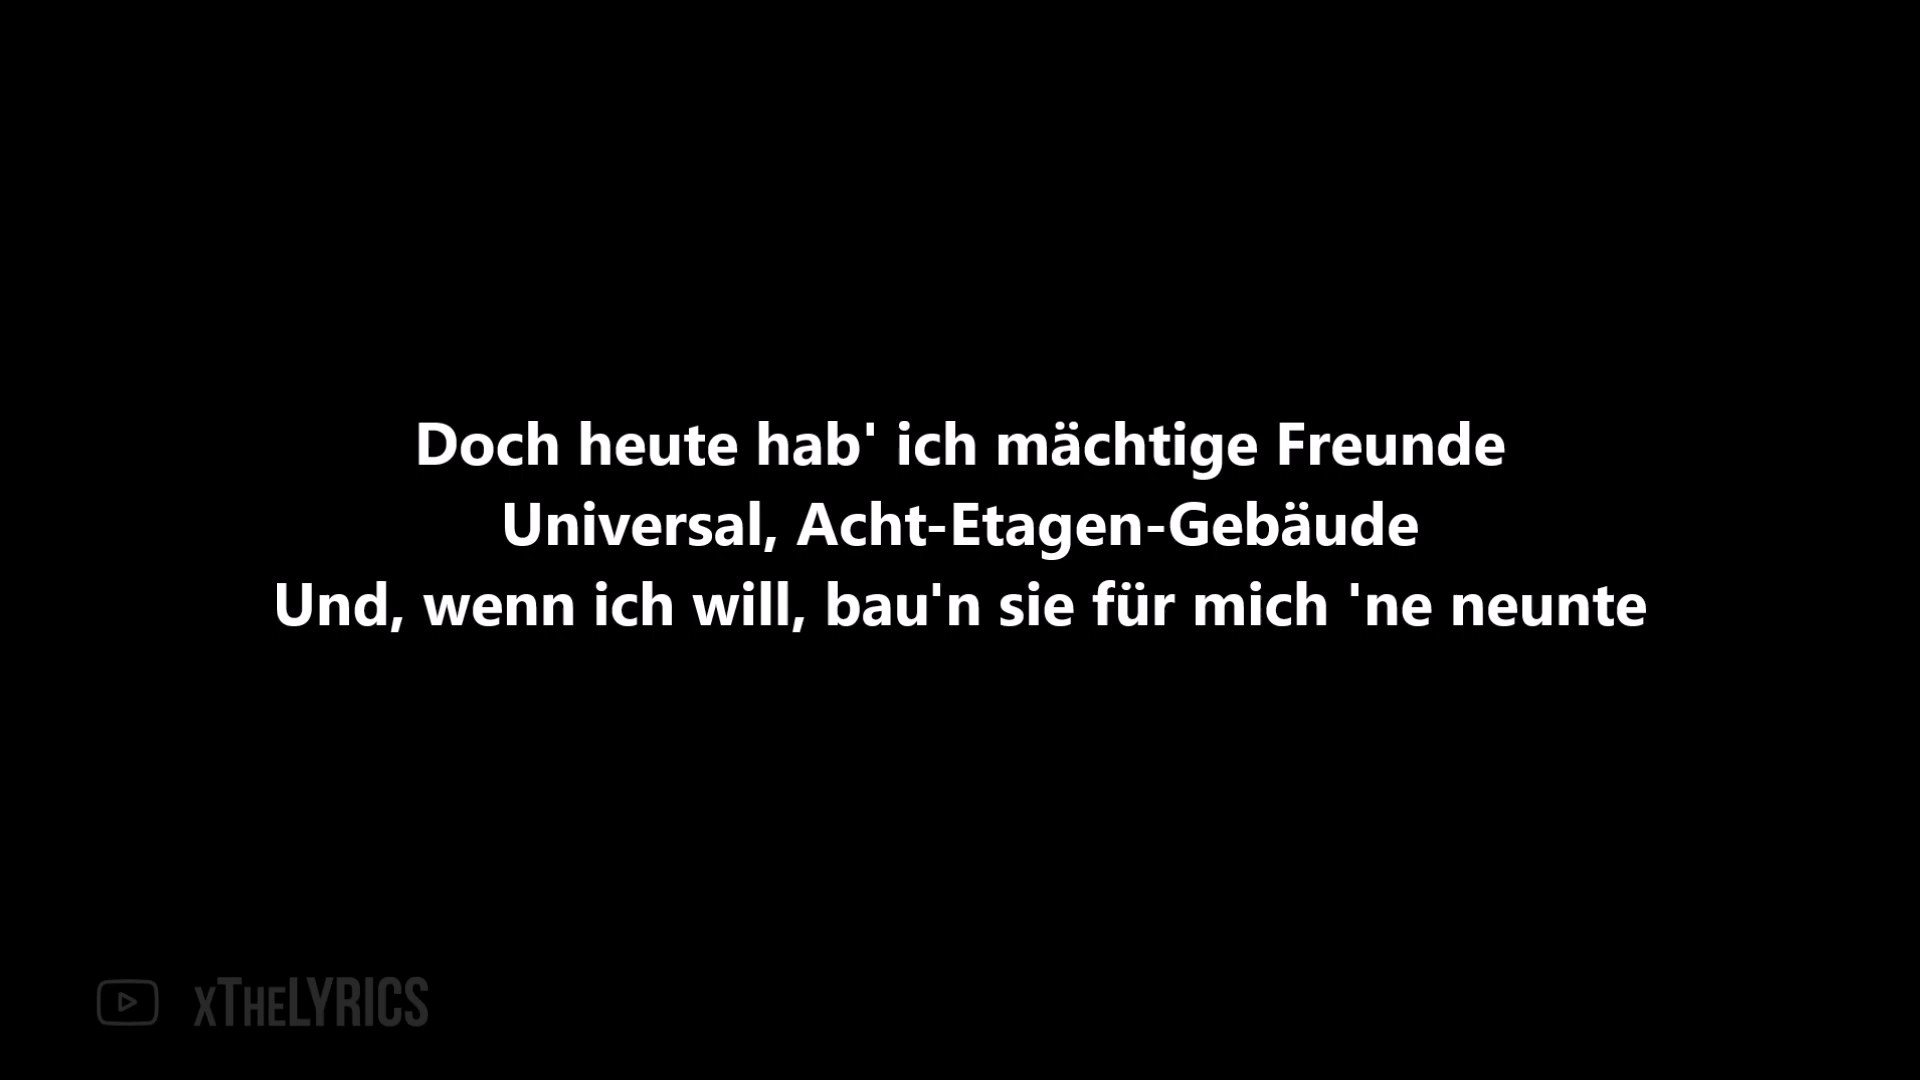 Doch heute hab' ich mächtige Freunde
Universal, Acht-Etagen-Gebäude
Und, wenn ich will, bau'n sie für mich 'ne neunte
xTheLYRICS